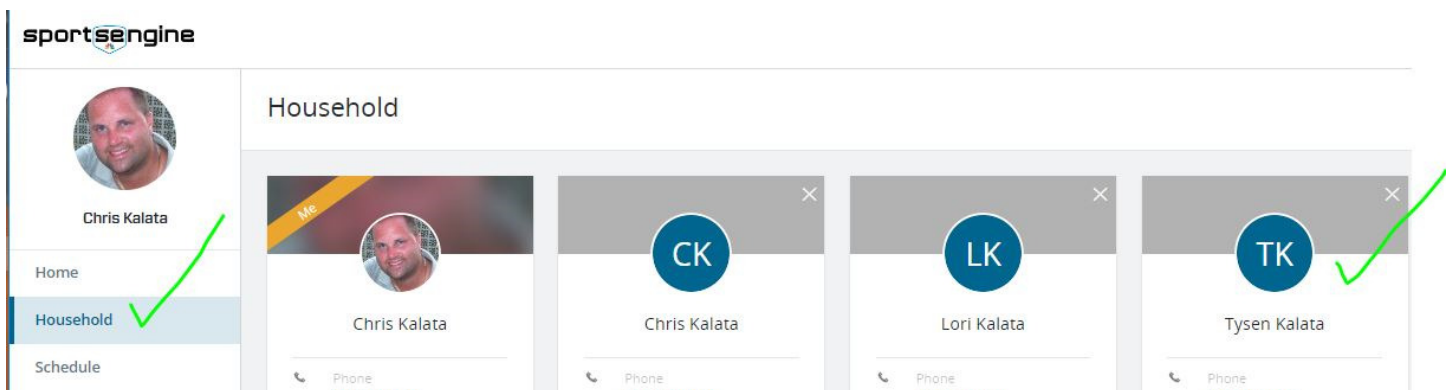 sportsengine
Chris Kalata
Home
Household
Schedule
Household
Me
Chris Kalata
Phone
CK
Chris Kalata
Phone
LK
Lori Kalata
Phone
TK
Tysen Kalata
Phone